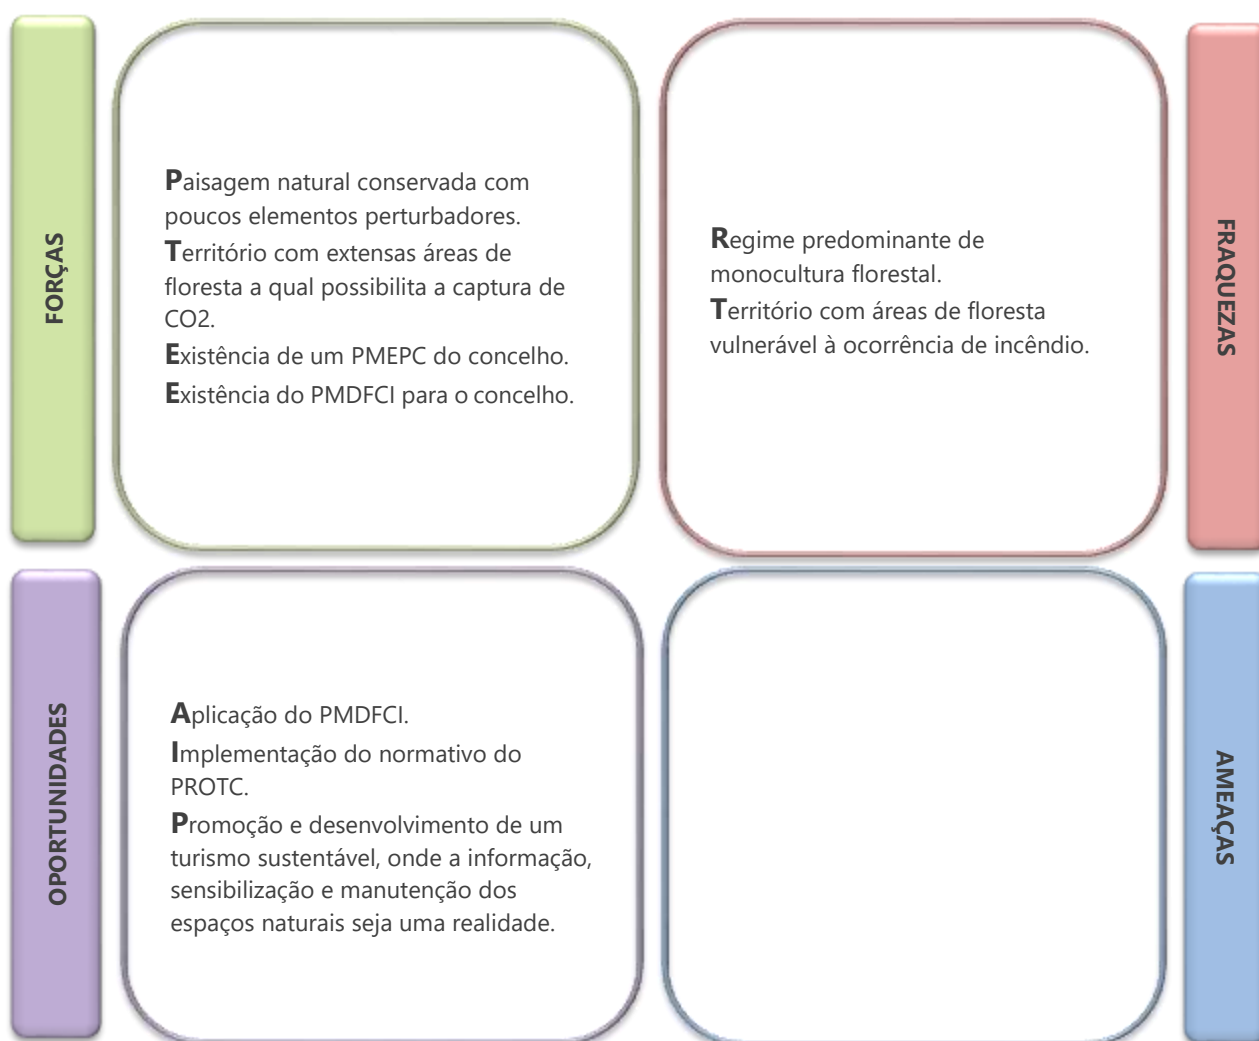 FORÇAS
Paisagem natural conservada com
poucos elementos perturbadores.
Território com extensas áreas de
floresta a qual possibilita a captura de
CO2.
Existência de um PMEPC do concelho.
Existência do PMDFCI para o concelho.
Regime predominante de
monocultura florestal.
Território com áreas de floresta
vulnerável à ocorrência de incêndio.
FRAQUEZAS
OPORTUNIDADES
Aplicação do PMDFCI.
Implementação do normativo do
PROTC.
Promoção e desenvolvimento de um
turismo sustentável, onde a informação,
sensibilização e manutenção dos
espaços naturais seja uma realidade.
AMEAÇAS